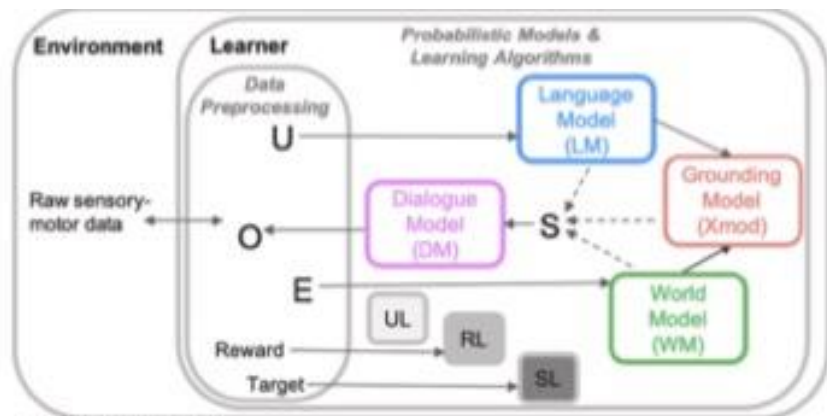 Environment
Learner
Probabilistic Models &
Learning Algorithms
Data
Preprocessing
U
Language
Model
(LM)
Grounding
Model
(Xmod)
Raw sensory-
motor data
O
Dialogue
Model
(DM)
S
E
World
Model
(WM)
UL
Reward
RL
Target
SL